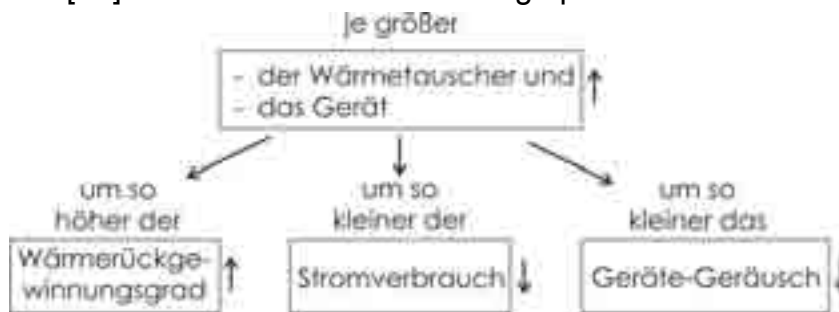 je größer
- der Wärmetauscher und
- das Gerät
um so
höher der
Wärmerückge-
winnungsgrad
um so
kleiner der
Stromverbrauch
um so
kleiner das
Geräte-Geräusch